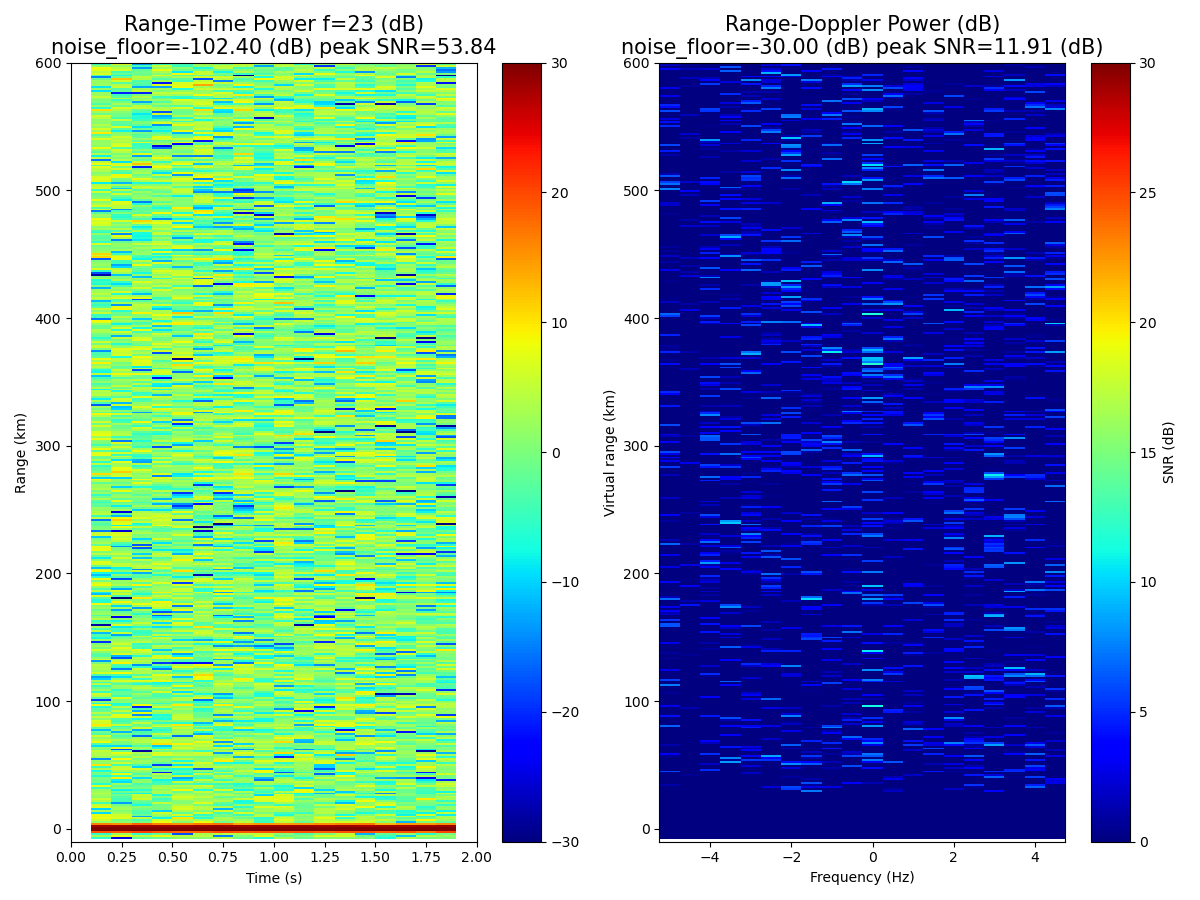 Range-Time Power f=23 (dB)
noise_floor=-102.40 (dB) peak SNR=53.84
600
500
400
300
200
100
0
Range (km)
0.00 0.25 0.50 0.75 1.00 1.25 1.50 1.75 2.00
Time (s)
30
20
10
0
−10
−20
−30
Range-Doppler Power (dB)
noise_floor=-30.00 (dB) peak SNR=11.91 (dB)
600
500
400
300
200
100
0
Virtual range (km)
−4 −2 0 2 4
Frequency (Hz)
30
25
20
15
10
5
0
SNR (dB)